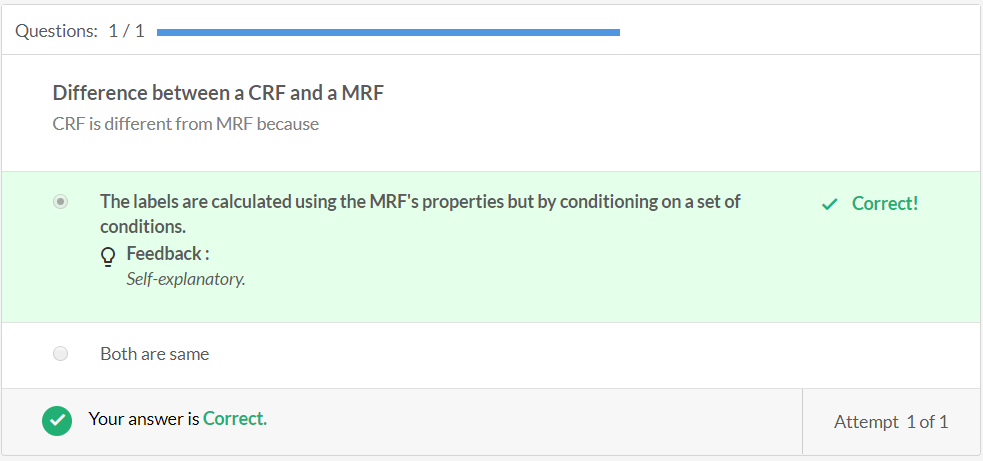 Questions: 1 / 1
Difference between a CRF and a MRF
CRF is different from MRF because
The labels are calculated using the MRF's properties but by conditioning on a set of
conditions.
Correct!
Feedback :
Self-explanatory.
Both are same
Your answer is Correct.
Attempt 1 of 1